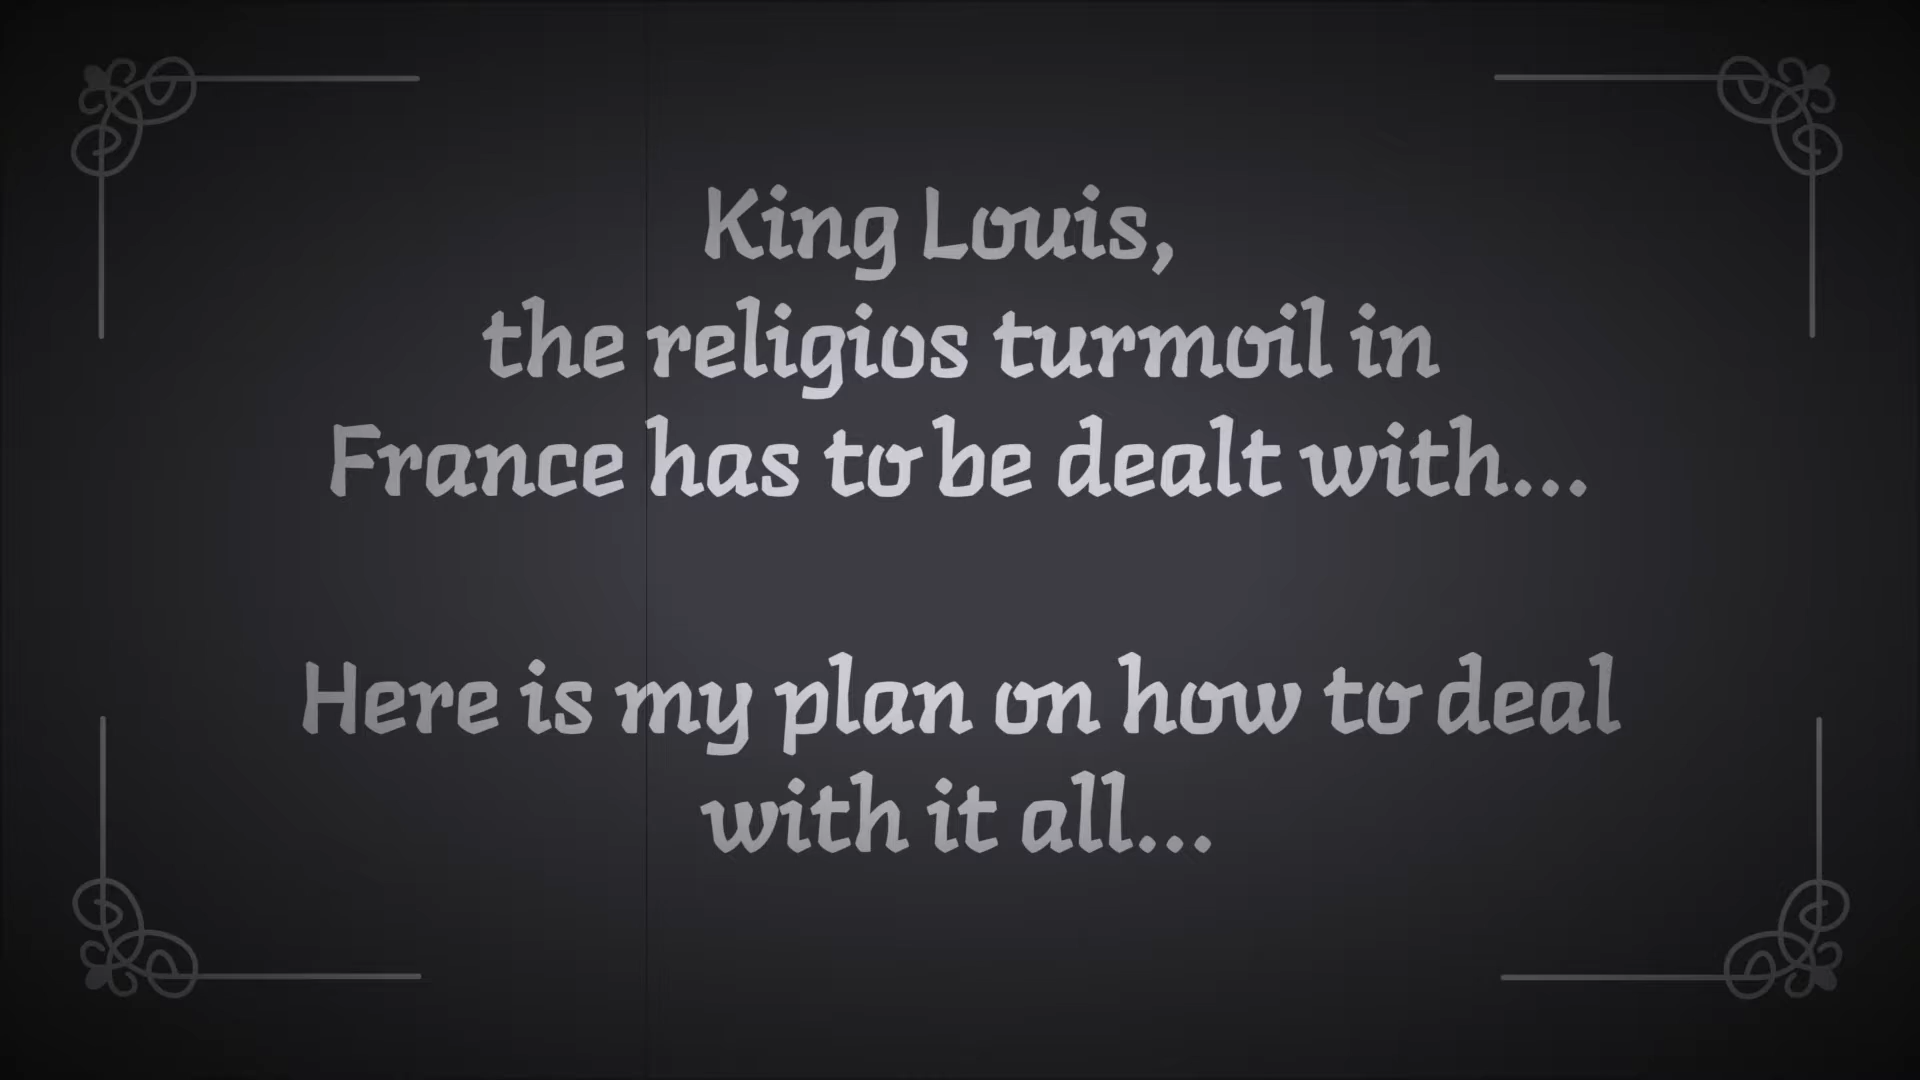 King Louis,
the religios turmoil in
France has to be dealt with...
Here is my plan on how to deal
with it all...